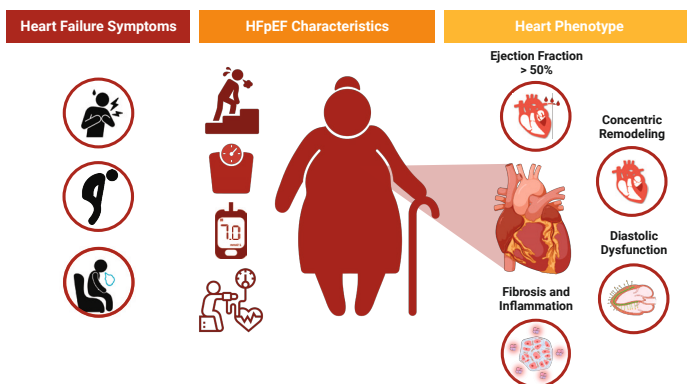 Heart Failure Symptoms
HFpEF Characteristics
Heart Phenotype
Ejection Fraction
> 50%
Concentric
Remodeling
7.0
Diastolic
Dysfunction
Fibrosis and
Inflammation